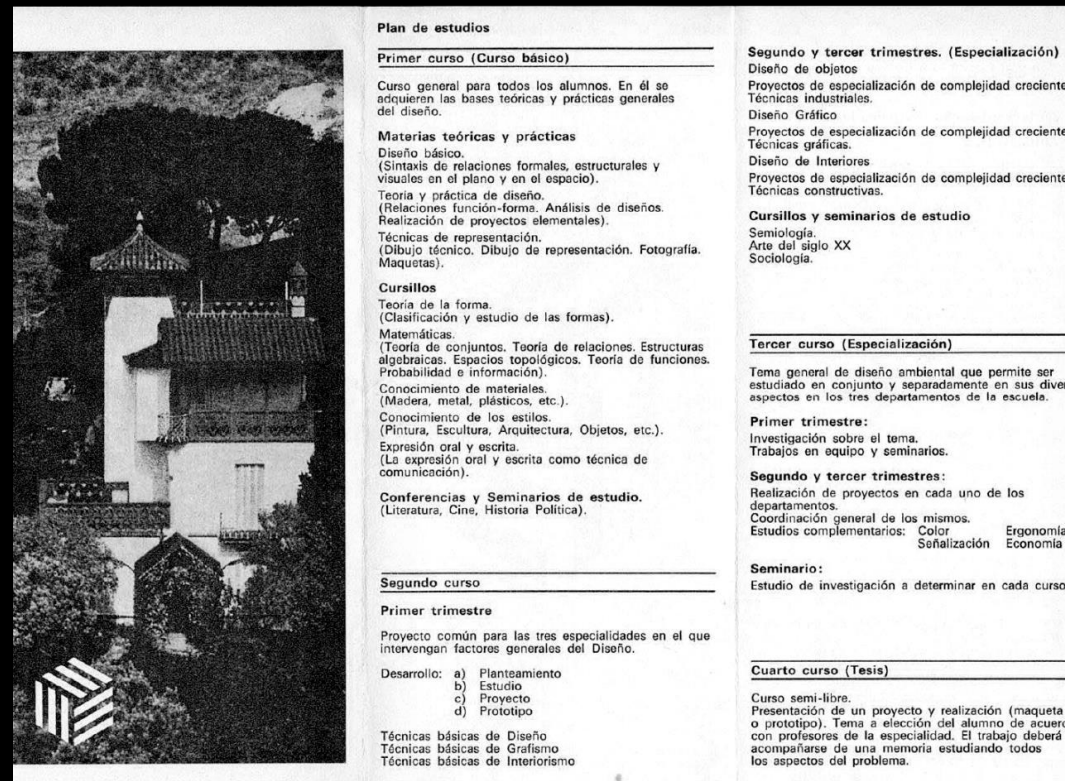 Plan de estudios
Primer curso (Curso básico)
Curso general para todos los alumnos. En él se
adquieren las bases teóricas y prácticas generales
del diseño.
Materias teóricas y prácticas
Diseño básico.
(Sintaxis de relaciones formales, estructurales y
visuales en el plano y en el espacio).
Teoría y práctica de diseño.
(Relaciones función-forma. Análisis de diseños.
Realización de proyectos elementales).
Técnicas de representación.
(Dibujo técnico. Dibujo de representación. Fotografía.
Maquetas).
Cursillos
Teoría de la forma.
(Clasificación y estudio de las formas).
Matemáticas.
(Teoría de conjuntos. Teoría de relaciones. Estructuras
algebraicas. Espacios topológicos. Teoría de funciones.
Probabilidad e información).
Conocimiento de materiales.
(Madera, metal, plásticos, etc.).
Conocimiento de los estilos.
(Pintura, Escultura, Arquitectura, Objetos, etc.).
Expresión oral y escrita.
(La expresión oral y escrita como técnica de
comunicación).
Conferencias y Seminarios de estudio.
(Literatura, Cine, Historia Política).
Segundo curso
Primer trimestre
Proyecto común para las tres especialidades en el que
intervengan factores generales del Diseño.
Desarrollo: a) Planteamiento
b) Estudio
c) Proyecto
d) Prototipo
Técnicas básicas de Diseño
Técnicas básicas de Grafismo
Técnicas básicas de Interiorismo
Segundo y tercer trimestres. (Especialización)
Diseño de objetos
Proyectos de especialización de complejidad creciente
Técnicas industriales.
Diseño Gráfico
Proyectos de especialización de complejidad creciente
Técnicas gráficas.
Diseño de Interiores
Proyectos de especialización de complejidad creciente
Técnicas constructivas.
Cursillos y seminarios de estudio
Semiología.
Arte del siglo XX
Sociología.
Tercer curso (Especialización)
Tema general de diseño ambiental que permite ser
estudiado en conjunto y separadamente en sus diver
aspectos en los tres departamentos de la escuela.
Primer trimestre:
Investigación sobre el tema.
Trabajos en equipo y seminarios.
Segundo y tercer trimestres:
Realización de proyectos en cada uno de los
departamentos.
Coordinación general de los mismos.
Estudios complementarios: Color Ergonomía
Señalización Economía
Seminario:
Estudio de investigación a determinar en cada curso
Cuarto curso (Tesis)
Curso semi-libre.
Presentación de un proyecto y realización (maqueta
o prototipo). Tema a elección del alumno de acuerd
con profesores de la especialidad. El trabajo deberá
acompañarse de una memoria estudiando todos
los aspectos del problema.